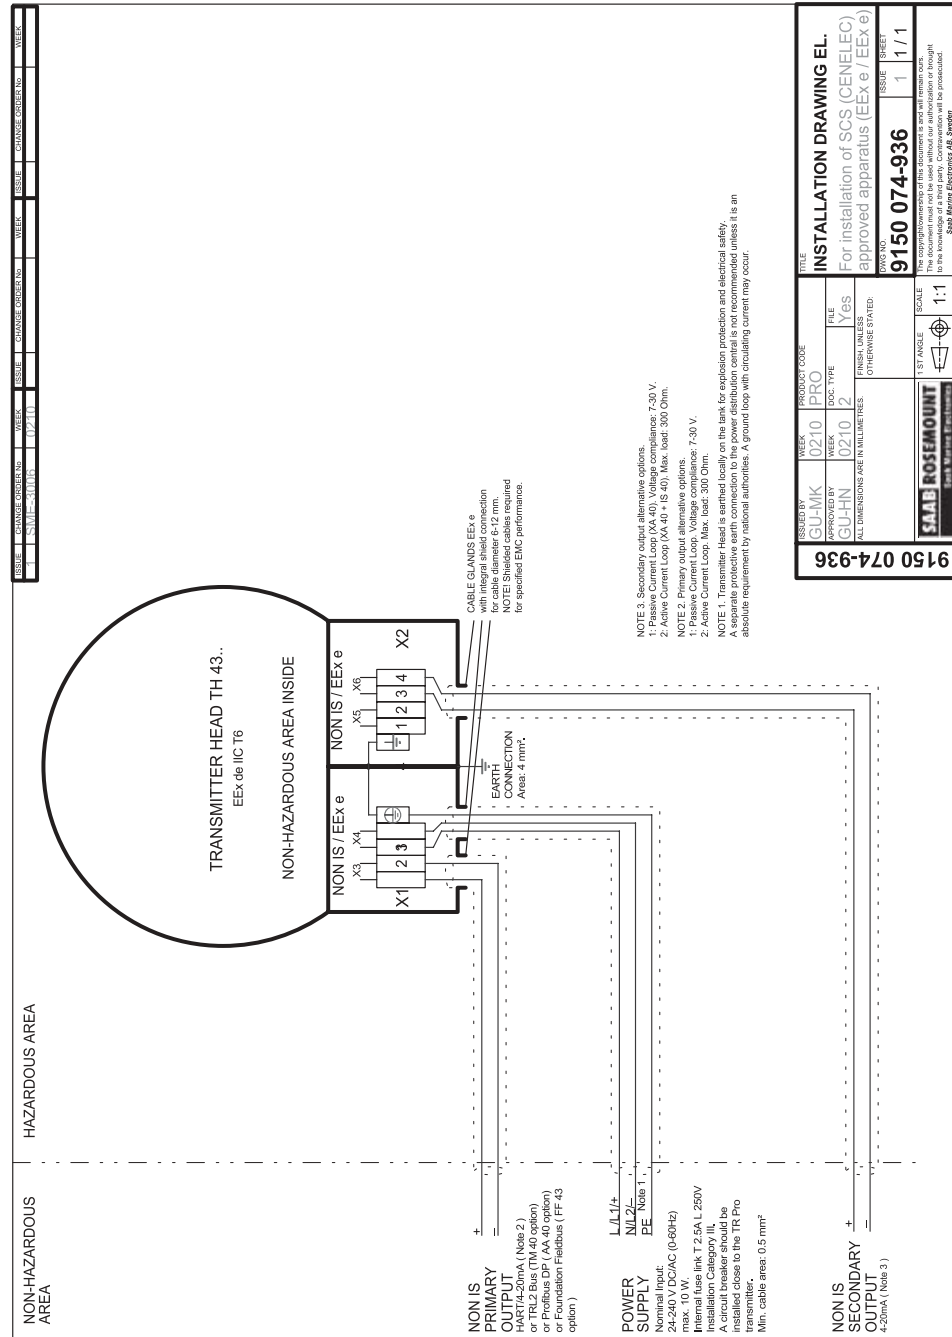 NON-HAZARDOUS
AREA
HAZARDOUS AREA
TRANSMITTER HEAD TH 43..
EEx de IIC T6
NON-HAZARDOUS AREA INSIDE
NON IS / EEx e
X3
X4
X1
2
3
NON IS / EEx e
X5
X6
1
2
3
4
X2
EARTH
CONNECTION
Area: 4 mm².
CABLE GLANDS EEx e
with integral shield connection
for cable diameter 6-12 mm.
NOTE! Shielded cables required
for specified EMC performance.
+
–
NON IS
PRIMARY
OUTPUT
HART/4-20mA ( Note 2 )
or TRL2 Bus (TM 40 option)
or Profibus DP ( AA 40 option)
or Foundation Fieldbus ( FF 43
option )
L /L1/+
N/L2/–
PE Note 1
POWER
SUPPLY
Nominal Input:
24-240 V DC/AC (0-60Hz)
max. 10 W.
Internal fuse link T 2.5A L 250V
Installation Category III.
A circuit breaker should be
installed close to the TR Pro
transmitter.
Min. cable area: 0.5 mm²
+
–
NON IS
SECONDARY
OUTPUT
4-20mA ( Note 3 )
NOTE 3. Secondary output alternative options.
1: Passive Current Loop (XA 40). Voltage compliance: 7-30 V.
2: Active Current Loop (XA 40 + IS 40). Max. load: 300 Ohm.
NOTE 2. Primary output alternative options.
1: Passive Current Loop. Voltage compliance: 7-30 V.
2: Active Current Loop. Max. load: 300 Ohm.
NOTE 1. Transmitter Head is earthed locally on the tank for explosion protection and electrical safety.
A separate protective earth connection to the power distribution central is not recommended unless it is an
absolute requirement by national authorities. A ground loop with circulating current may occur.
ISSUE CHANGE ORDER No WEEK ISSUE CHANGE ORDER No WEEK ISSUE CHANGE ORDER No WEEK
1 SME-3006 0210
9150 074-936
ISSUED BY WEEK PRODUCT CODE
GU-MK 0210 PRO
APPROVED BY WEEK DOC. TYPE FILE
GU-HN 0210 2 Yes
ALL DIMENSIONS ARE IN MILLIMETRES.
FINISH, UNLESS
OTHERWISE STATED:
TITLE
INSTALLATION DRAWING EL.
For installation of SCS (CENELEC)
approved apparatus (EEx e / EEx e)
DWG NO. ISSUE SHEET
9150 074-936 1 1 / 1
SAAB ROSEMOUNT
Saab Marine Electronics
1 ST ANGLE SCALE
1:1
The copyright/ownership of this document is and will remain ours.
The document must not be used without our authorization or brought
to the knowledge of a third party. Contravention will be prosecuted.
Saab Marine Electronics AB, Sweden